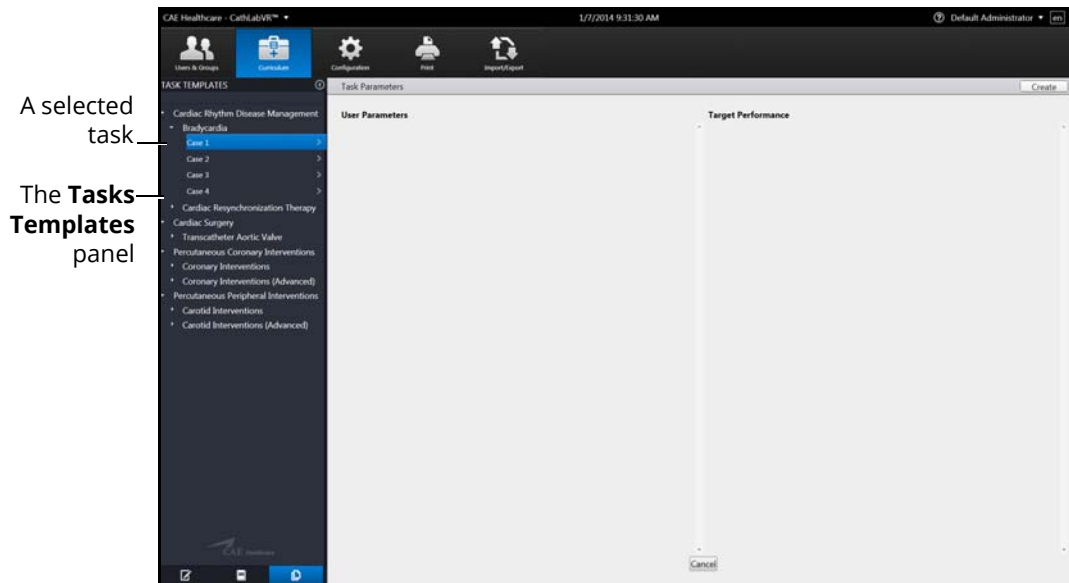 CAE Healthcare - CathLabVR™
1/7/2014 9:31:30 AM
Default Administrator
en
Users & Groups
Curriculum
Configuration
Print
Import/Export
TASK TEMPLATES
Task Parameters
Create
A selected
task
The Tasks
Templates
panel
Cardiac Rhythm Disease Management
Bradycardia
Case 1
Case 2
Case 3
Case 4
Cardiac Resynchronization Therapy
Cardiac Surgery
Transcatheter Aortic Valve
Percutaneous Coronary Interventions
Coronary Interventions
Coronary Interventions (Advanced)
Percutaneous Peripheral Interventions
Carotid Interventions
Carotid Interventions (Advanced)
User Parameters
Target Performance
CAE Healthcare
Cancel